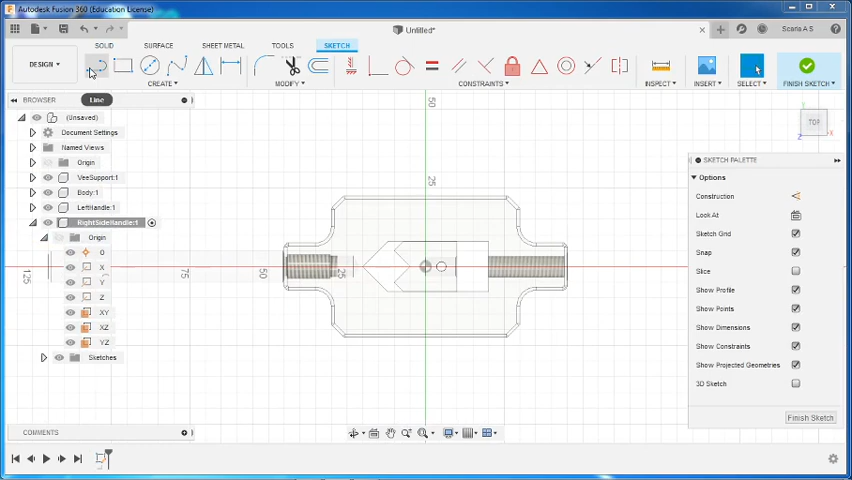 Autodesk Fusion 360 (Education License)
Untitled*
Scaria A S
DESIGN
SOLID SURFACE SHEET METAL TOOLS SKETCH
CREATE MODIFY CONSTRAINTS INSPECT INSERT SELECT FINISH SKETCH
BROWSER
Line
(Unsaved)
Document Settings
Named Views
Origin
VeeSupport:1
Body:1
LeftHandle:1
RightSideHandle:1
Origin
O
X
Y
Z
XY
XZ
YZ
Sketches
50
25
125
75
50
25
TOP
Y
X
Z
SKETCH PALETTE
Options
Construction
Look At
Sketch Grid
Snap
Slice
Show Profile
Show Points
Show Dimensions
Show Constraints
Show Projected Geometries
3D Sketch
Finish Sketch
COMMENTS